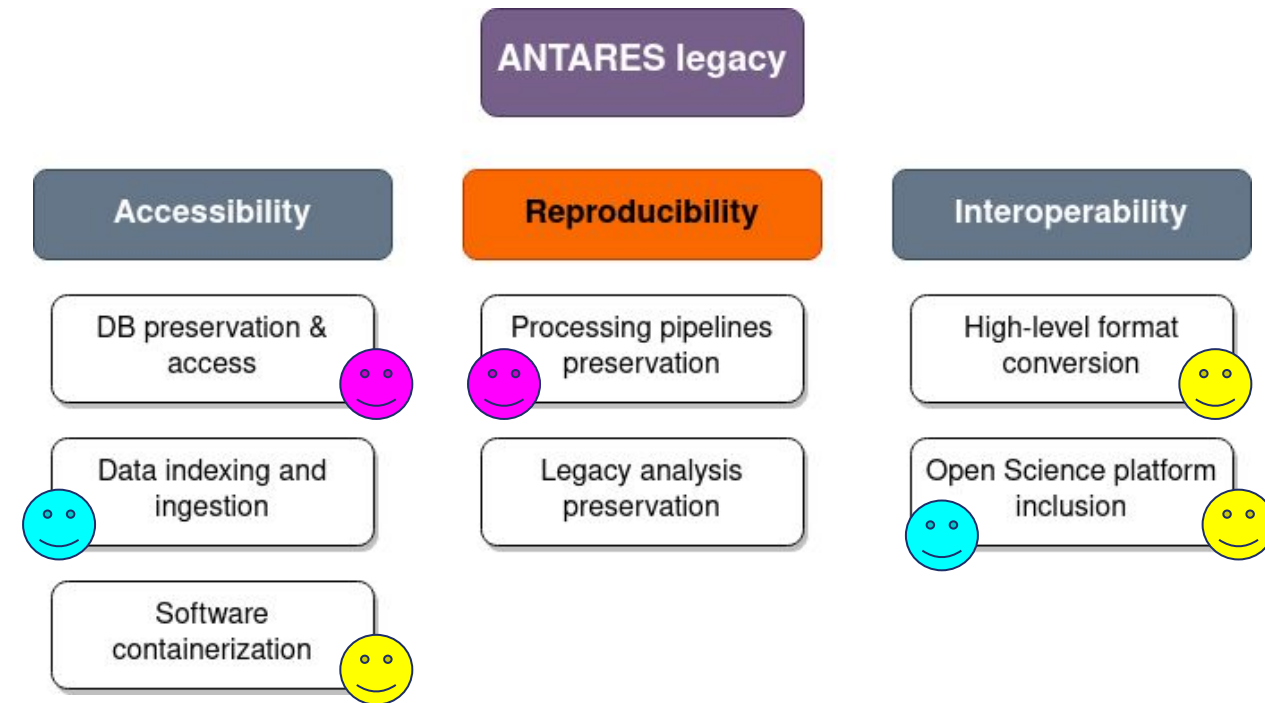 ANTARES legacy
Accessibility
Reproducibility
Interoperability
DB preservation &
access
Processing pipelines
preservation
High-level format
conversion
Data indexing and
ingestion
Legacy analysis
preservation
Open Science platform
inclusion
Software
containerization